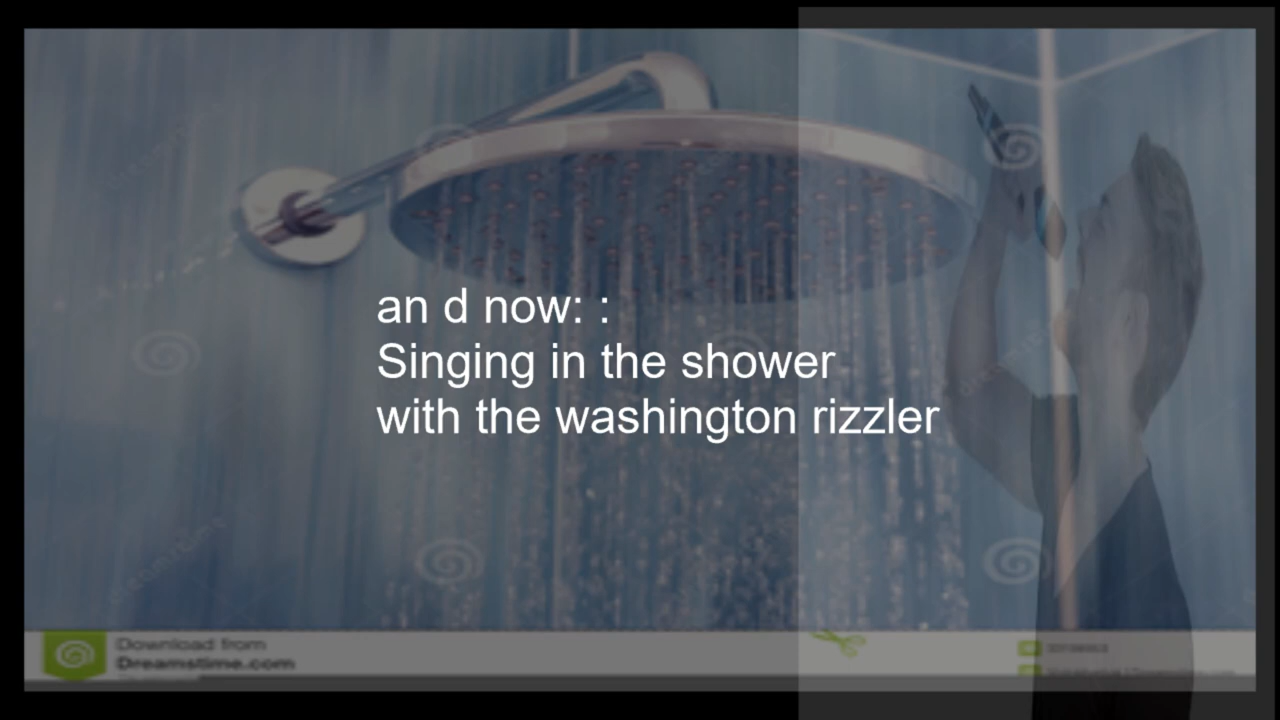 an d now: :
Singing in the shower
with the washington rizzler
Download from
Dreamstime.com